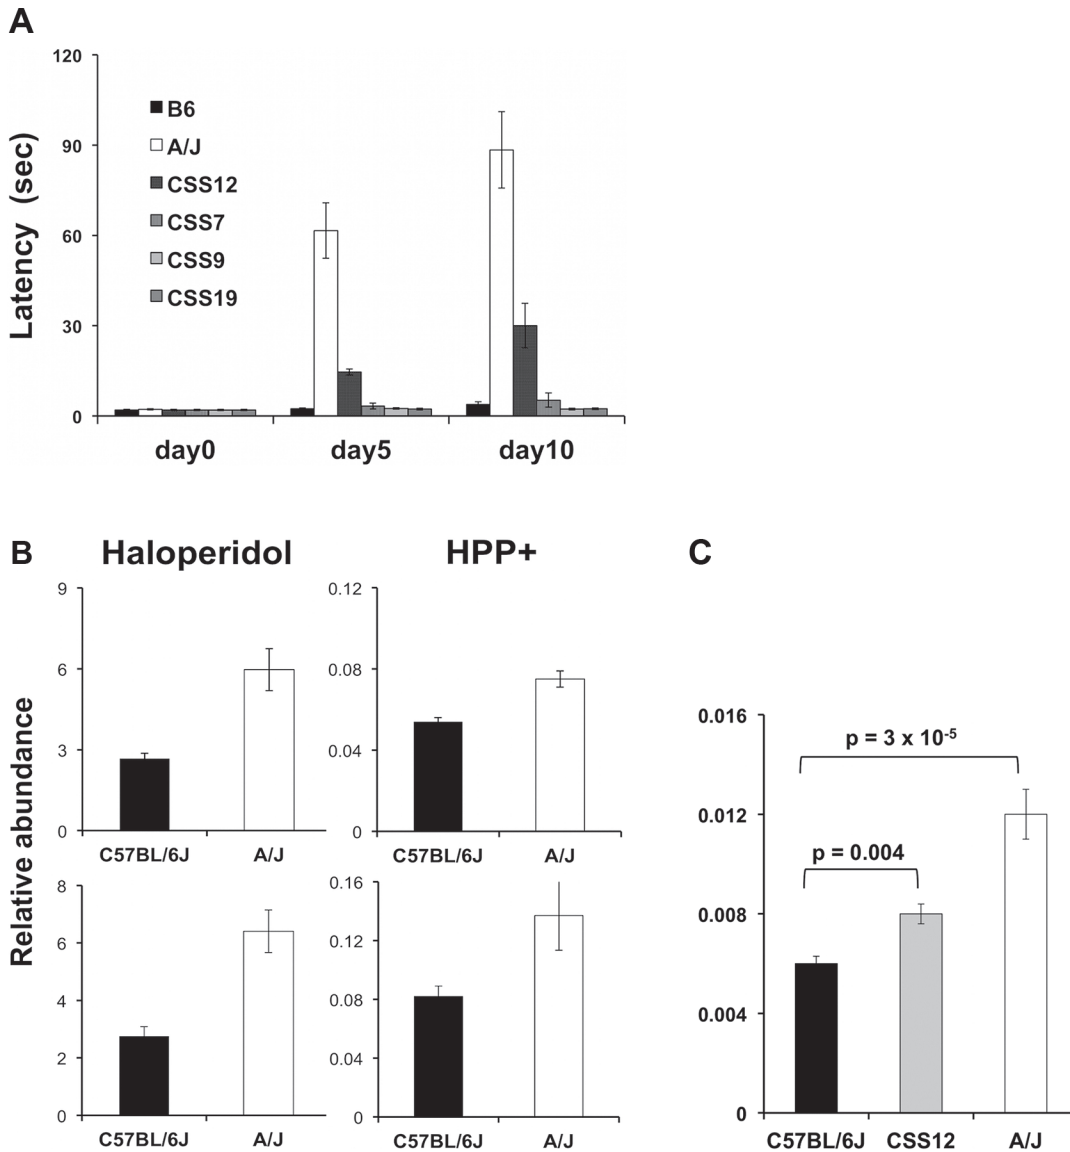 A
120
90
60
30
0
Latency (sec)
B6
A/J
CSS12
CSS7
CSS9
CSS19
day0 day5 day10
B
Haloperidol HPP+
Relative abundance
9
6
3
0
C57BL/6J A/J
0.12
0.08
0.04
0
C57BL/6J A/J
8
6
4
2
0
C57BL/6J A/J
0.16
0.12
0.08
0.04
0
C57BL/6J A/J
C
0.016
0.012
0.008
0.004
0
p = 3 x 10-5
p = 0.004
C57BL/6J CSS12 A/J